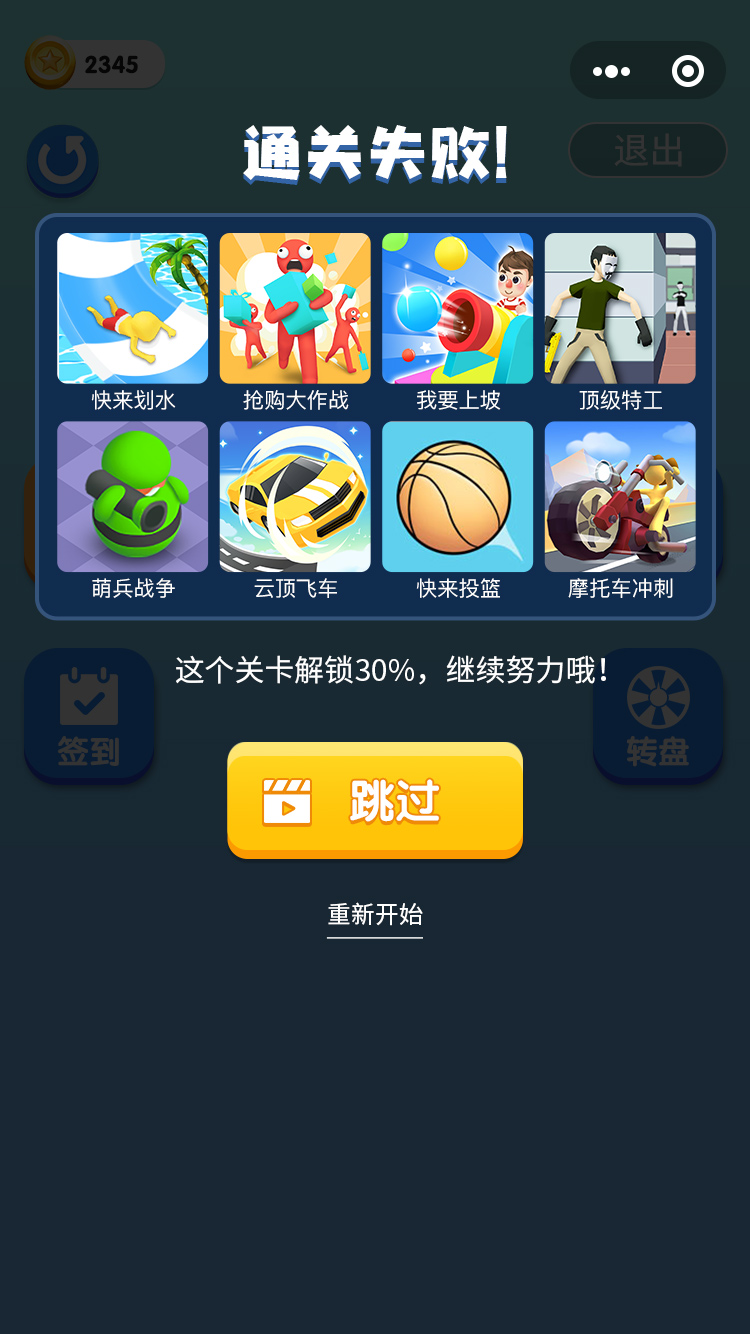 2345
通关失败!
退出
快来划水
抢购大作战
我要上坡
顶级特工
萌兵战争
云顶飞车
快来投篮
摩托车冲刺
这个关卡解锁30%，继续努力哦!
签到
转盘
跳过
重新开始